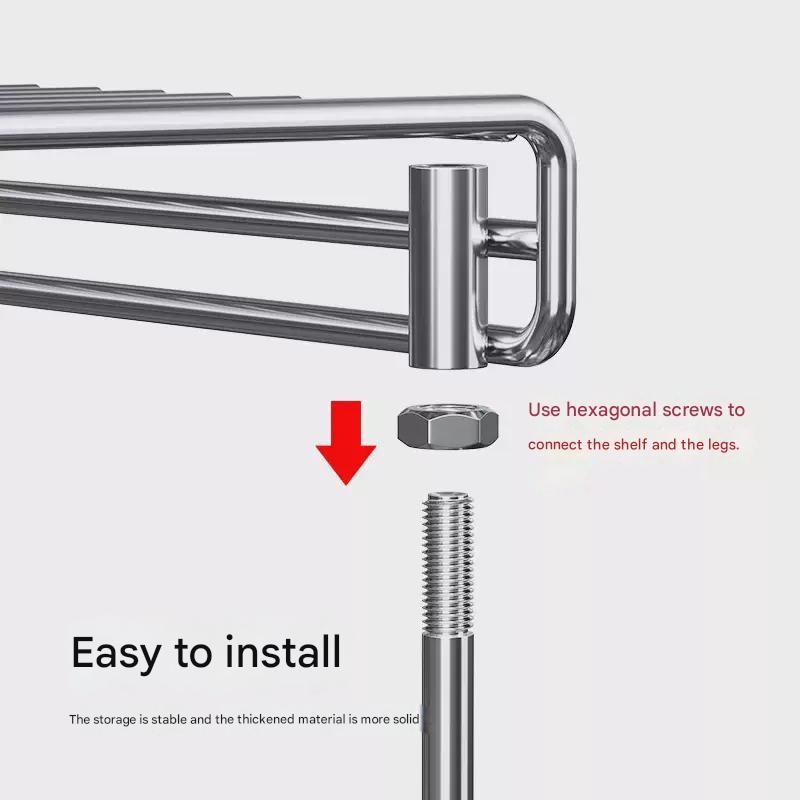 Use hexagonal screws to
connect the shelf and the legs.
Easy to install
The storage is stable and the thickened material is more solid